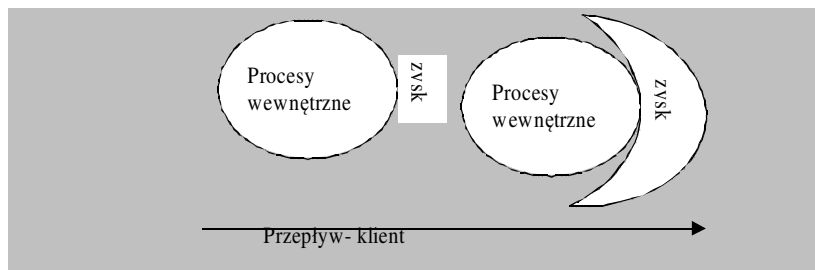 Procesy
wewnętrzne
zysk
Procesy
wewnętrzne
zysk
Przepływ- klient